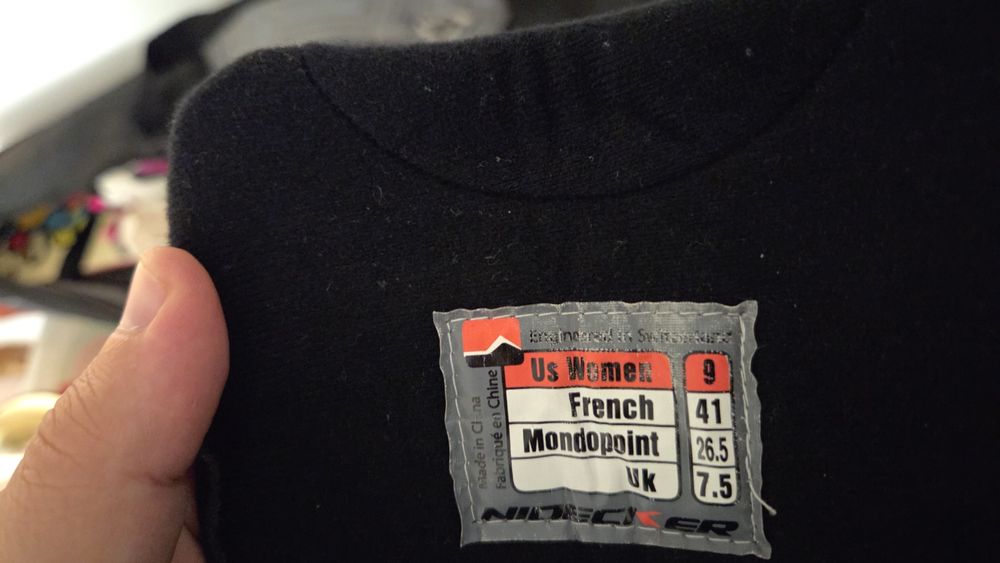 Engineered in Switzerland
Us Women 9
French 41
Mondopoint 26.5
Uk 7.5
Made in China
Fabriqué en Chine
NIDECKER